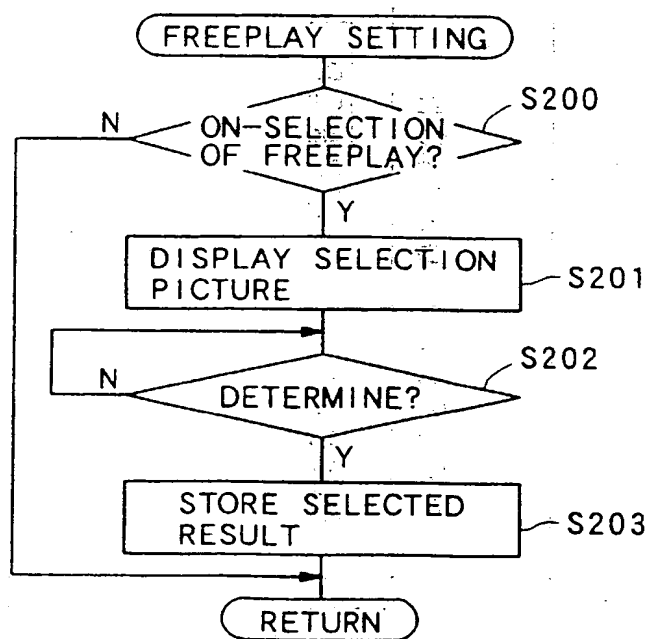 FREEPLAY SETTING
S200
N
ON-SELECTION
OF FREEPLAY?
Y
DISPLAY SELECTION
PICTURE
S201
S202
N
DETERMINE?
Y
STORE SELECTED
RESULT
S203
RETURN